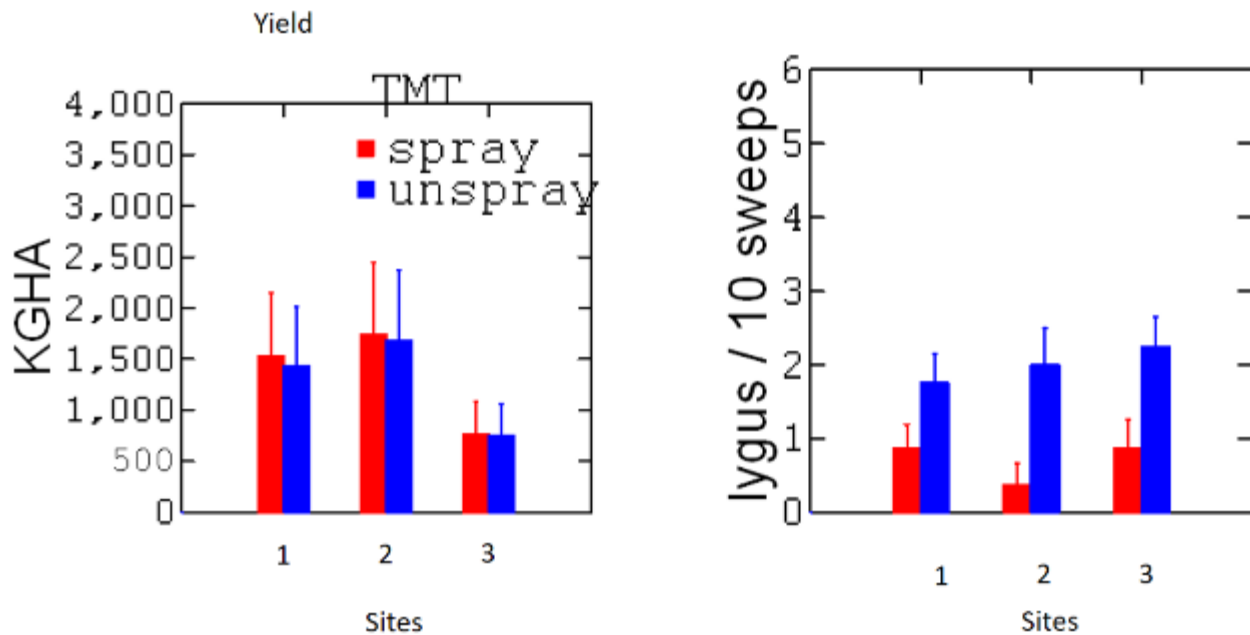 Yield
TMT
spray
unspray
KGHA
4,000
3,500
3,000
2,500
2,000
1,500
1,000
500
0
1 2 3
Sites
lygus / 10 sweeps
6
5
4
3
2
1
0
1 2 3
Sites